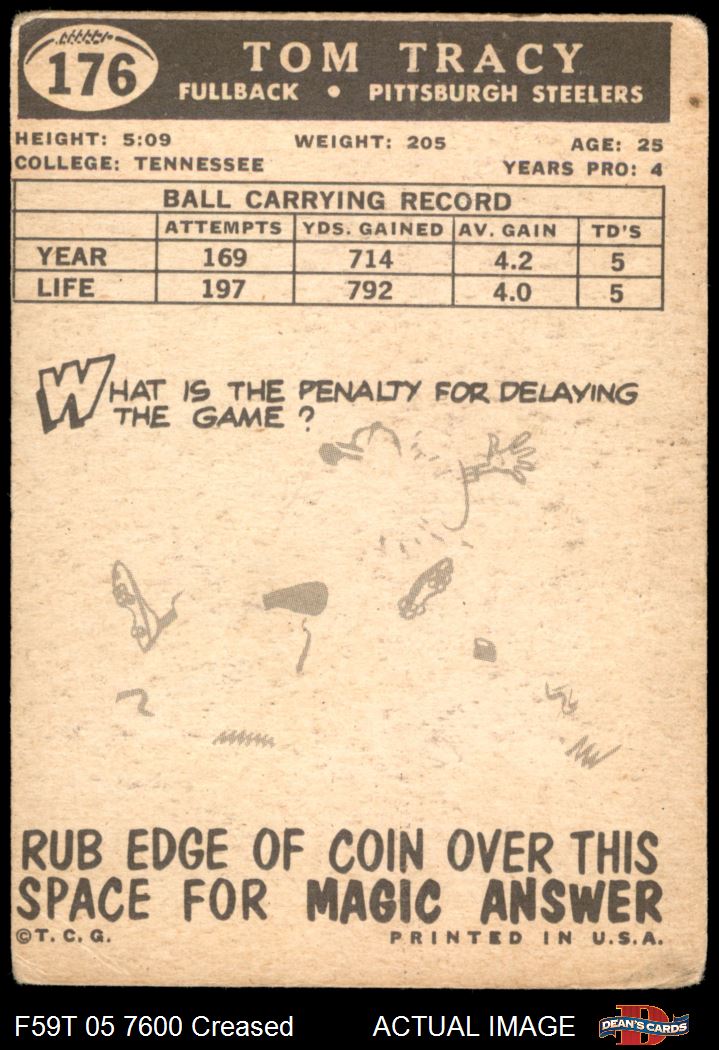 176
TOM TRACY
FULLBACK • PITTSBURGH STEELERS
HEIGHT: 5:09 WEIGHT: 205 AGE: 25
COLLEGE: TENNESSEE YEARS PRO: 4
BALL CARRYING RECORD
ATTEMPTS YDS. GAINED AV. GAIN TD'S
YEAR 169 714 4.2 5
LIFE 197 792 4.0 5
WHAT IS THE PENALTY FOR DELAYING
THE GAME ?
RUB EDGE OF COIN OVER THIS
SPACE FOR MAGIC ANSWER
©T. C. G. PRINTED IN U.S.A.
F59T 05 7600 Creased ACTUAL IMAGE D DEAN'S CARDS